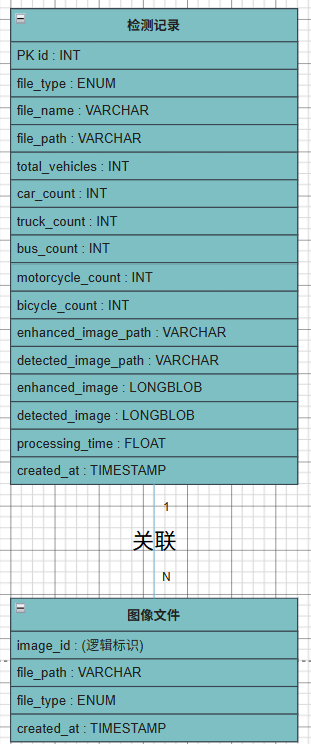 检测记录
PK id : INT
file_type : ENUM
file_name : VARCHAR
file_path : VARCHAR
total_vehicles : INT
car_count : INT
truck_count : INT
bus_count : INT
motorcycle_count : INT
bicycle_count : INT
enhanced_image_path : VARCHAR
detected_image_path : VARCHAR
enhanced_image : LONGBLOB
detected_image : LONGBLOB
processing_time : FLOAT
created_at : TIMESTAMP
1
关联
N
图像文件
image_id : (逻辑标识)
file_path : VARCHAR
file_type : ENUM
created_at : TIMESTAMP